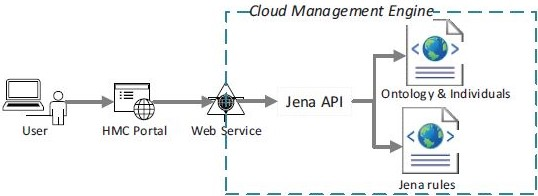 Cloud Management Engine
Jena API
Ontology & Individuals
User
HMC Portal
Web Service
Jena rules